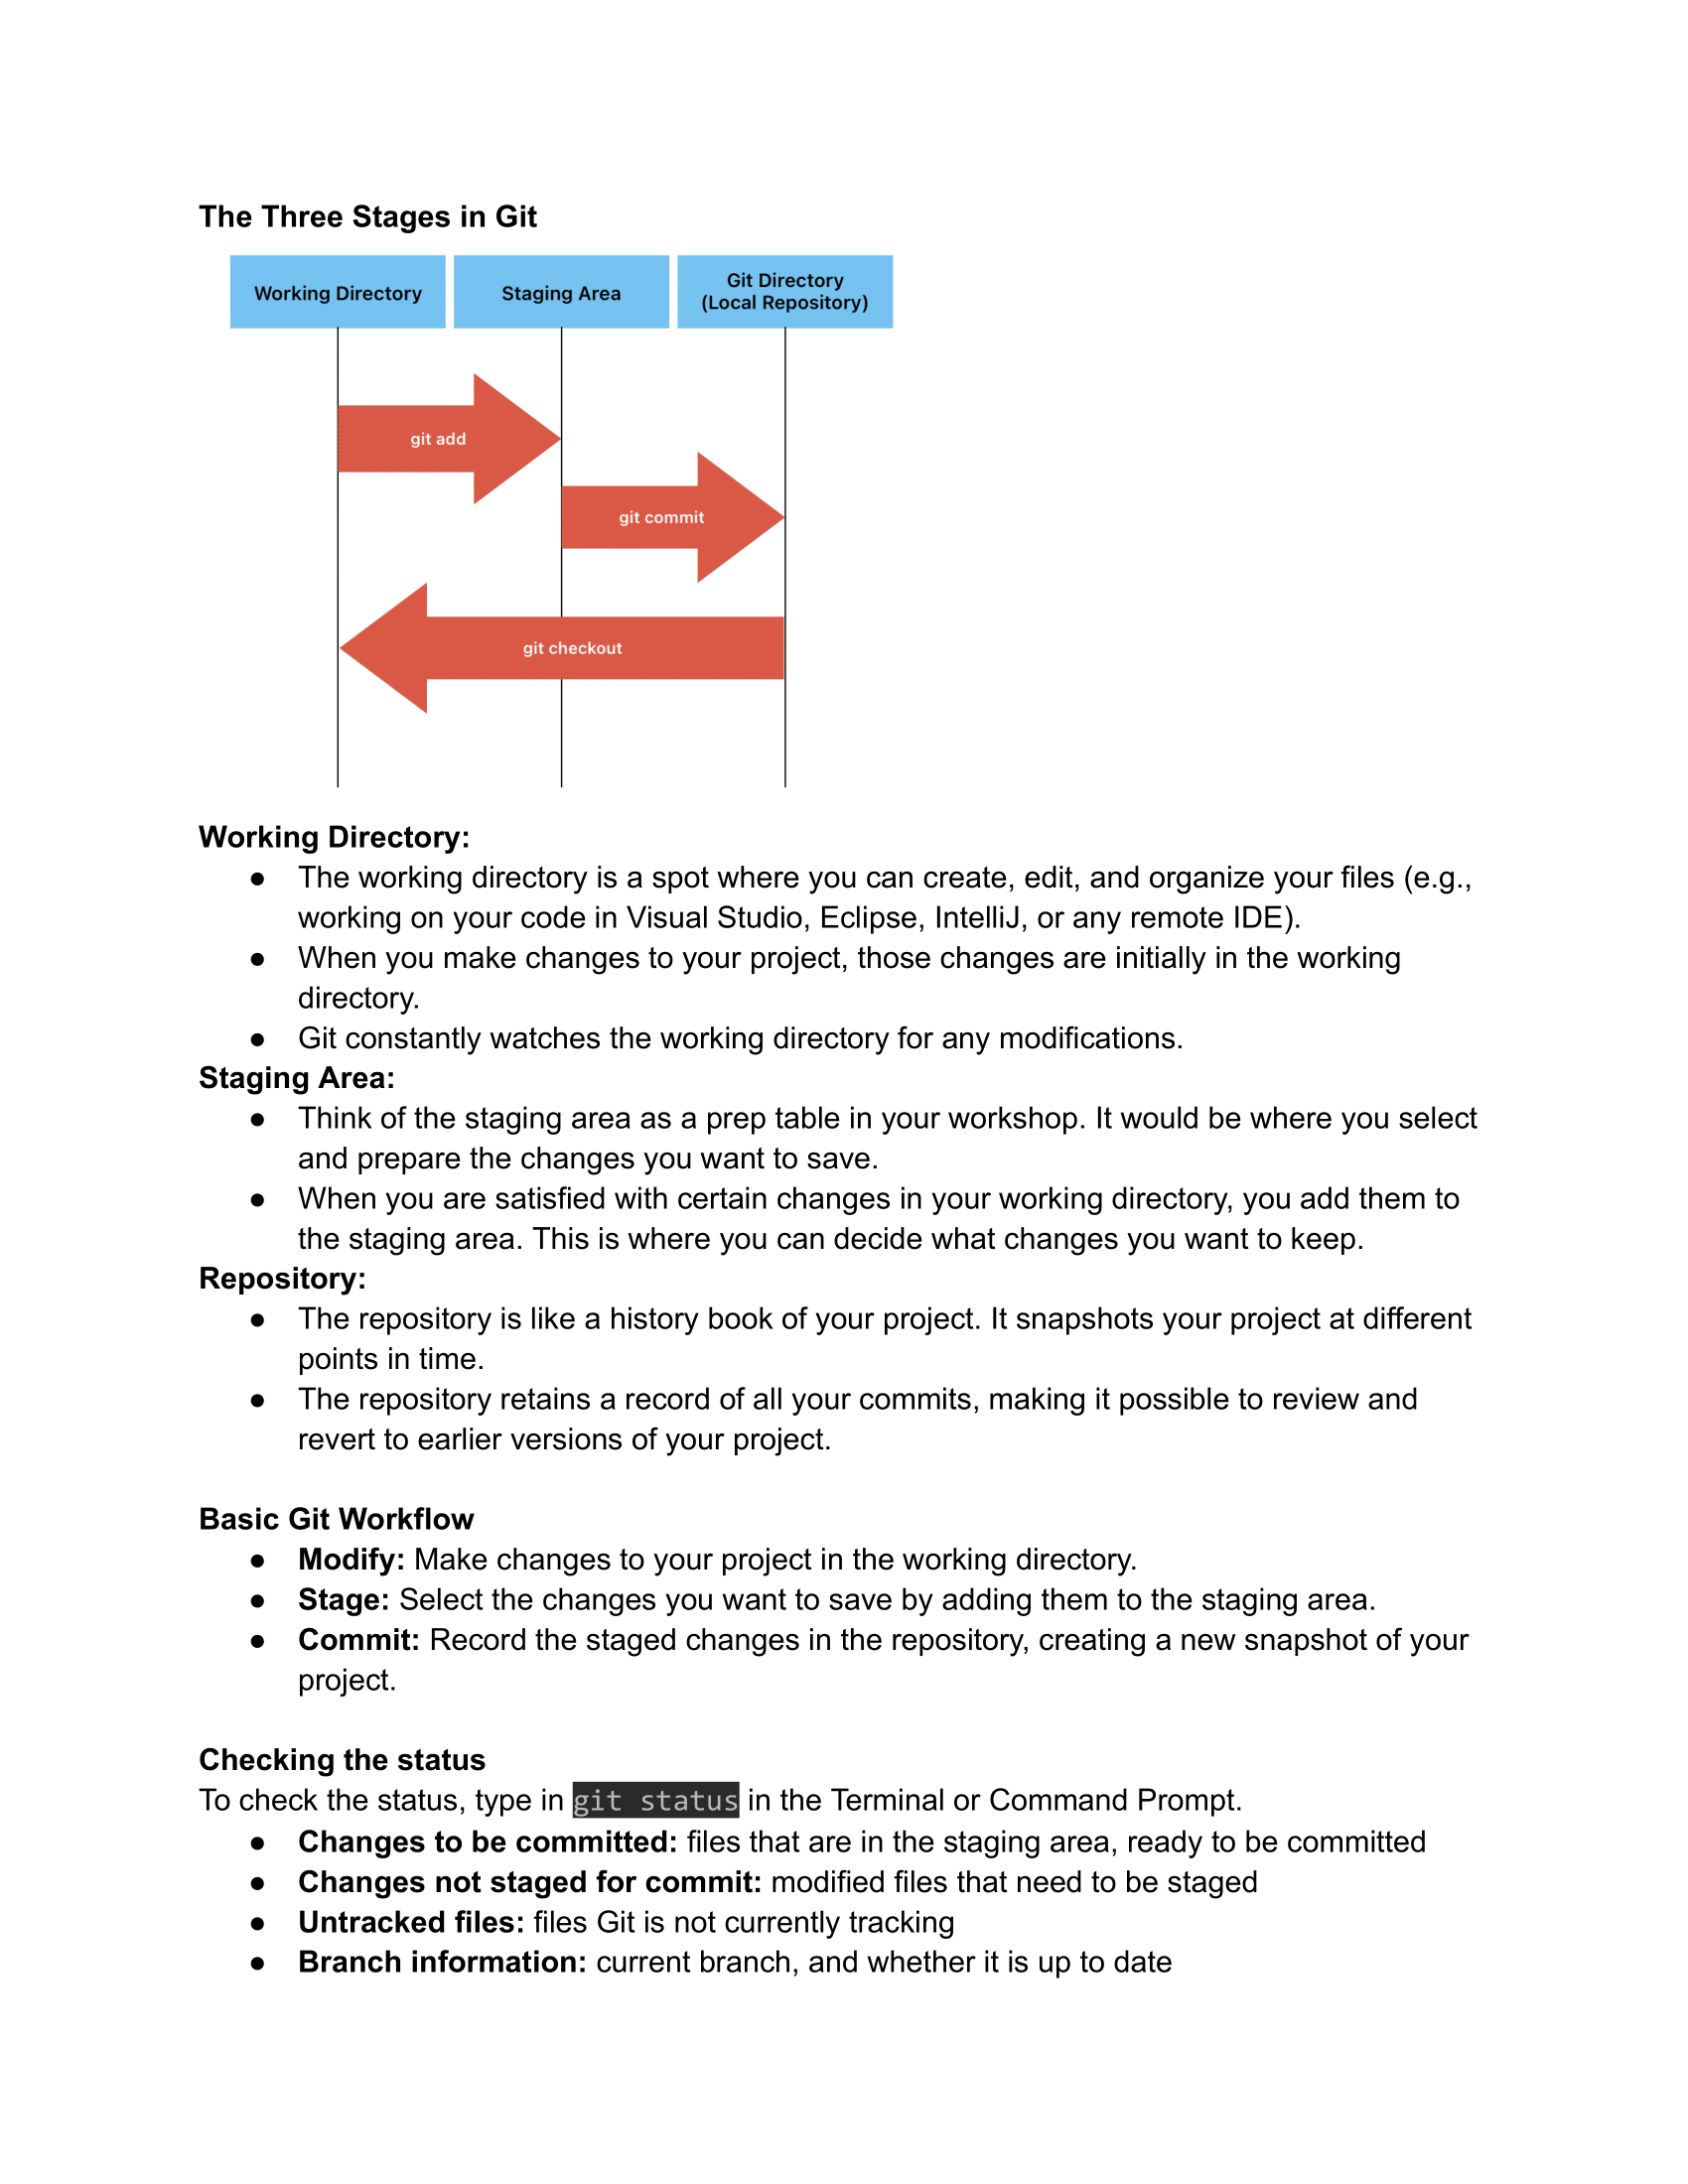 The Three Stages in Git
Working Directory
Staging Area
Git Directory
(Local Repository)
git add
git commit
git checkout
Working Directory:
● The working directory is a spot where you can create, edit, and organize your files (e.g.,
working on your code in Visual Studio, Eclipse, IntelliJ, or any remote IDE).
● When you make changes to your project, those changes are initially in the working
directory.
● Git constantly watches the working directory for any modifications.
Staging Area:
● Think of the staging area as a prep table in your workshop. It would be where you select
and prepare the changes you want to save.
● When you are satisfied with certain changes in your working directory, you add them to
the staging area. This is where you can decide what changes you want to keep.
Repository:
● The repository is like a history book of your project. It snapshots your project at different
points in time.
● The repository retains a record of all your commits, making it possible to review and
revert to earlier versions of your project.
Basic Git Workflow
● Modify: Make changes to your project in the working directory.
● Stage: Select the changes you want to save by adding them to the staging area.
● Commit: Record the staged changes in the repository, creating a new snapshot of your
project.
Checking the status
To check the status, type in git status in the Terminal or Command Prompt.
● Changes to be committed: files that are in the staging area, ready to be committed
● Changes not staged for commit: modified files that need to be staged
● Untracked files: files Git is not currently tracking
● Branch information: current branch, and whether it is up to date